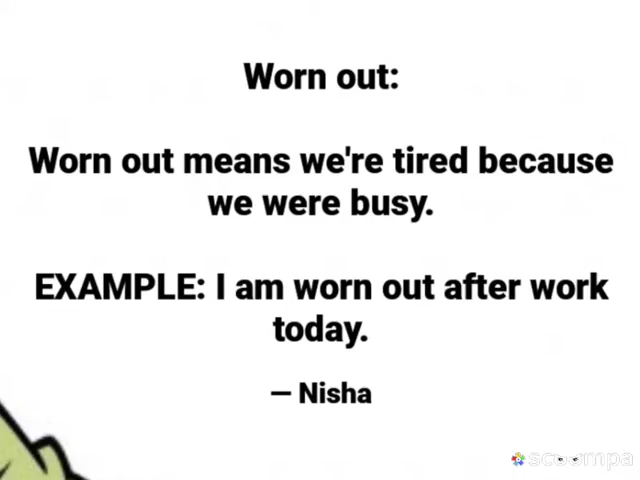 Worn out:
Worn out means we're tired because
we were busy.
EXAMPLE: I am worn out after work
today.
— Nisha
scoompa